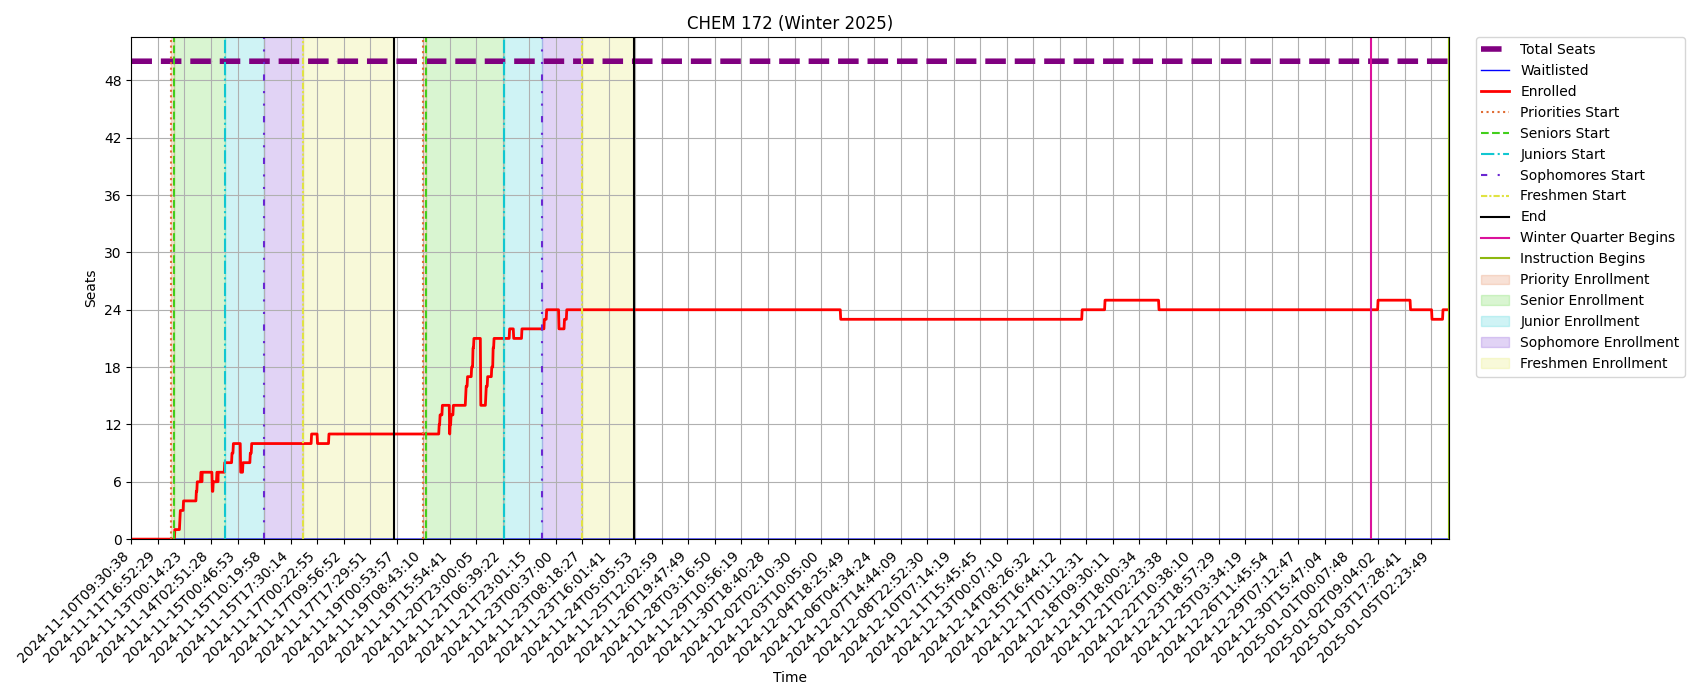 CHEM 172 (Winter 2025)
Seats
48
42
36
30
24
18
12
6
0
2024-11-10T09:30:38
2024-11-11T16:52:29
2024-11-13T00:14:23
2024-11-14T02:51:28
2024-11-15T00:46:53
2024-11-15T10:19:58
2024-11-15T17:30:14
2024-11-17T00:22:55
2024-11-17T09:56:52
2024-11-17T17:29:51
2024-11-19T00:53:57
2024-11-19T08:43:10
2024-11-19T15:54:41
2024-11-20T23:00:05
2024-11-21T06:39:22
2024-11-21T23:01:15
2024-11-23T00:37:00
2024-11-23T08:18:27
2024-11-23T16:01:41
2024-11-24T05:05:53
2024-11-25T12:02:59
2024-11-26T19:47:49
2024-11-28T03:16:50
2024-11-29T10:56:19
2024-11-30T18:40:28
2024-12-02T02:10:30
2024-12-03T10:05:00
2024-12-04T18:25:49
2024-12-06T04:34:24
2024-12-07T14:44:09
2024-12-08T22:52:30
2024-12-10T07:14:19
2024-12-11T15:45:45
2024-12-13T00:07:10
2024-12-14T08:26:32
2024-12-15T16:44:12
2024-12-17T01:12:31
2024-12-18T09:30:11
2024-12-19T18:00:34
2024-12-21T02:23:38
2024-12-22T10:38:10
2024-12-23T18:57:29
2024-12-25T03:34:19
2024-12-26T11:45:54
2024-12-29T07:12:47
2024-12-30T15:47:04
2025-01-01T00:07:48
2025-01-02T09:04:02
2025-01-03T17:28:41
2025-01-05T02:23:49
Time
Total Seats
Waitlisted
Enrolled
Priorities Start
Seniors Start
Juniors Start
Sophomores Start
Freshmen Start
End
Winter Quarter Begins
Instruction Begins
Priority Enrollment
Senior Enrollment
Junior Enrollment
Sophomore Enrollment
Freshmen Enrollment